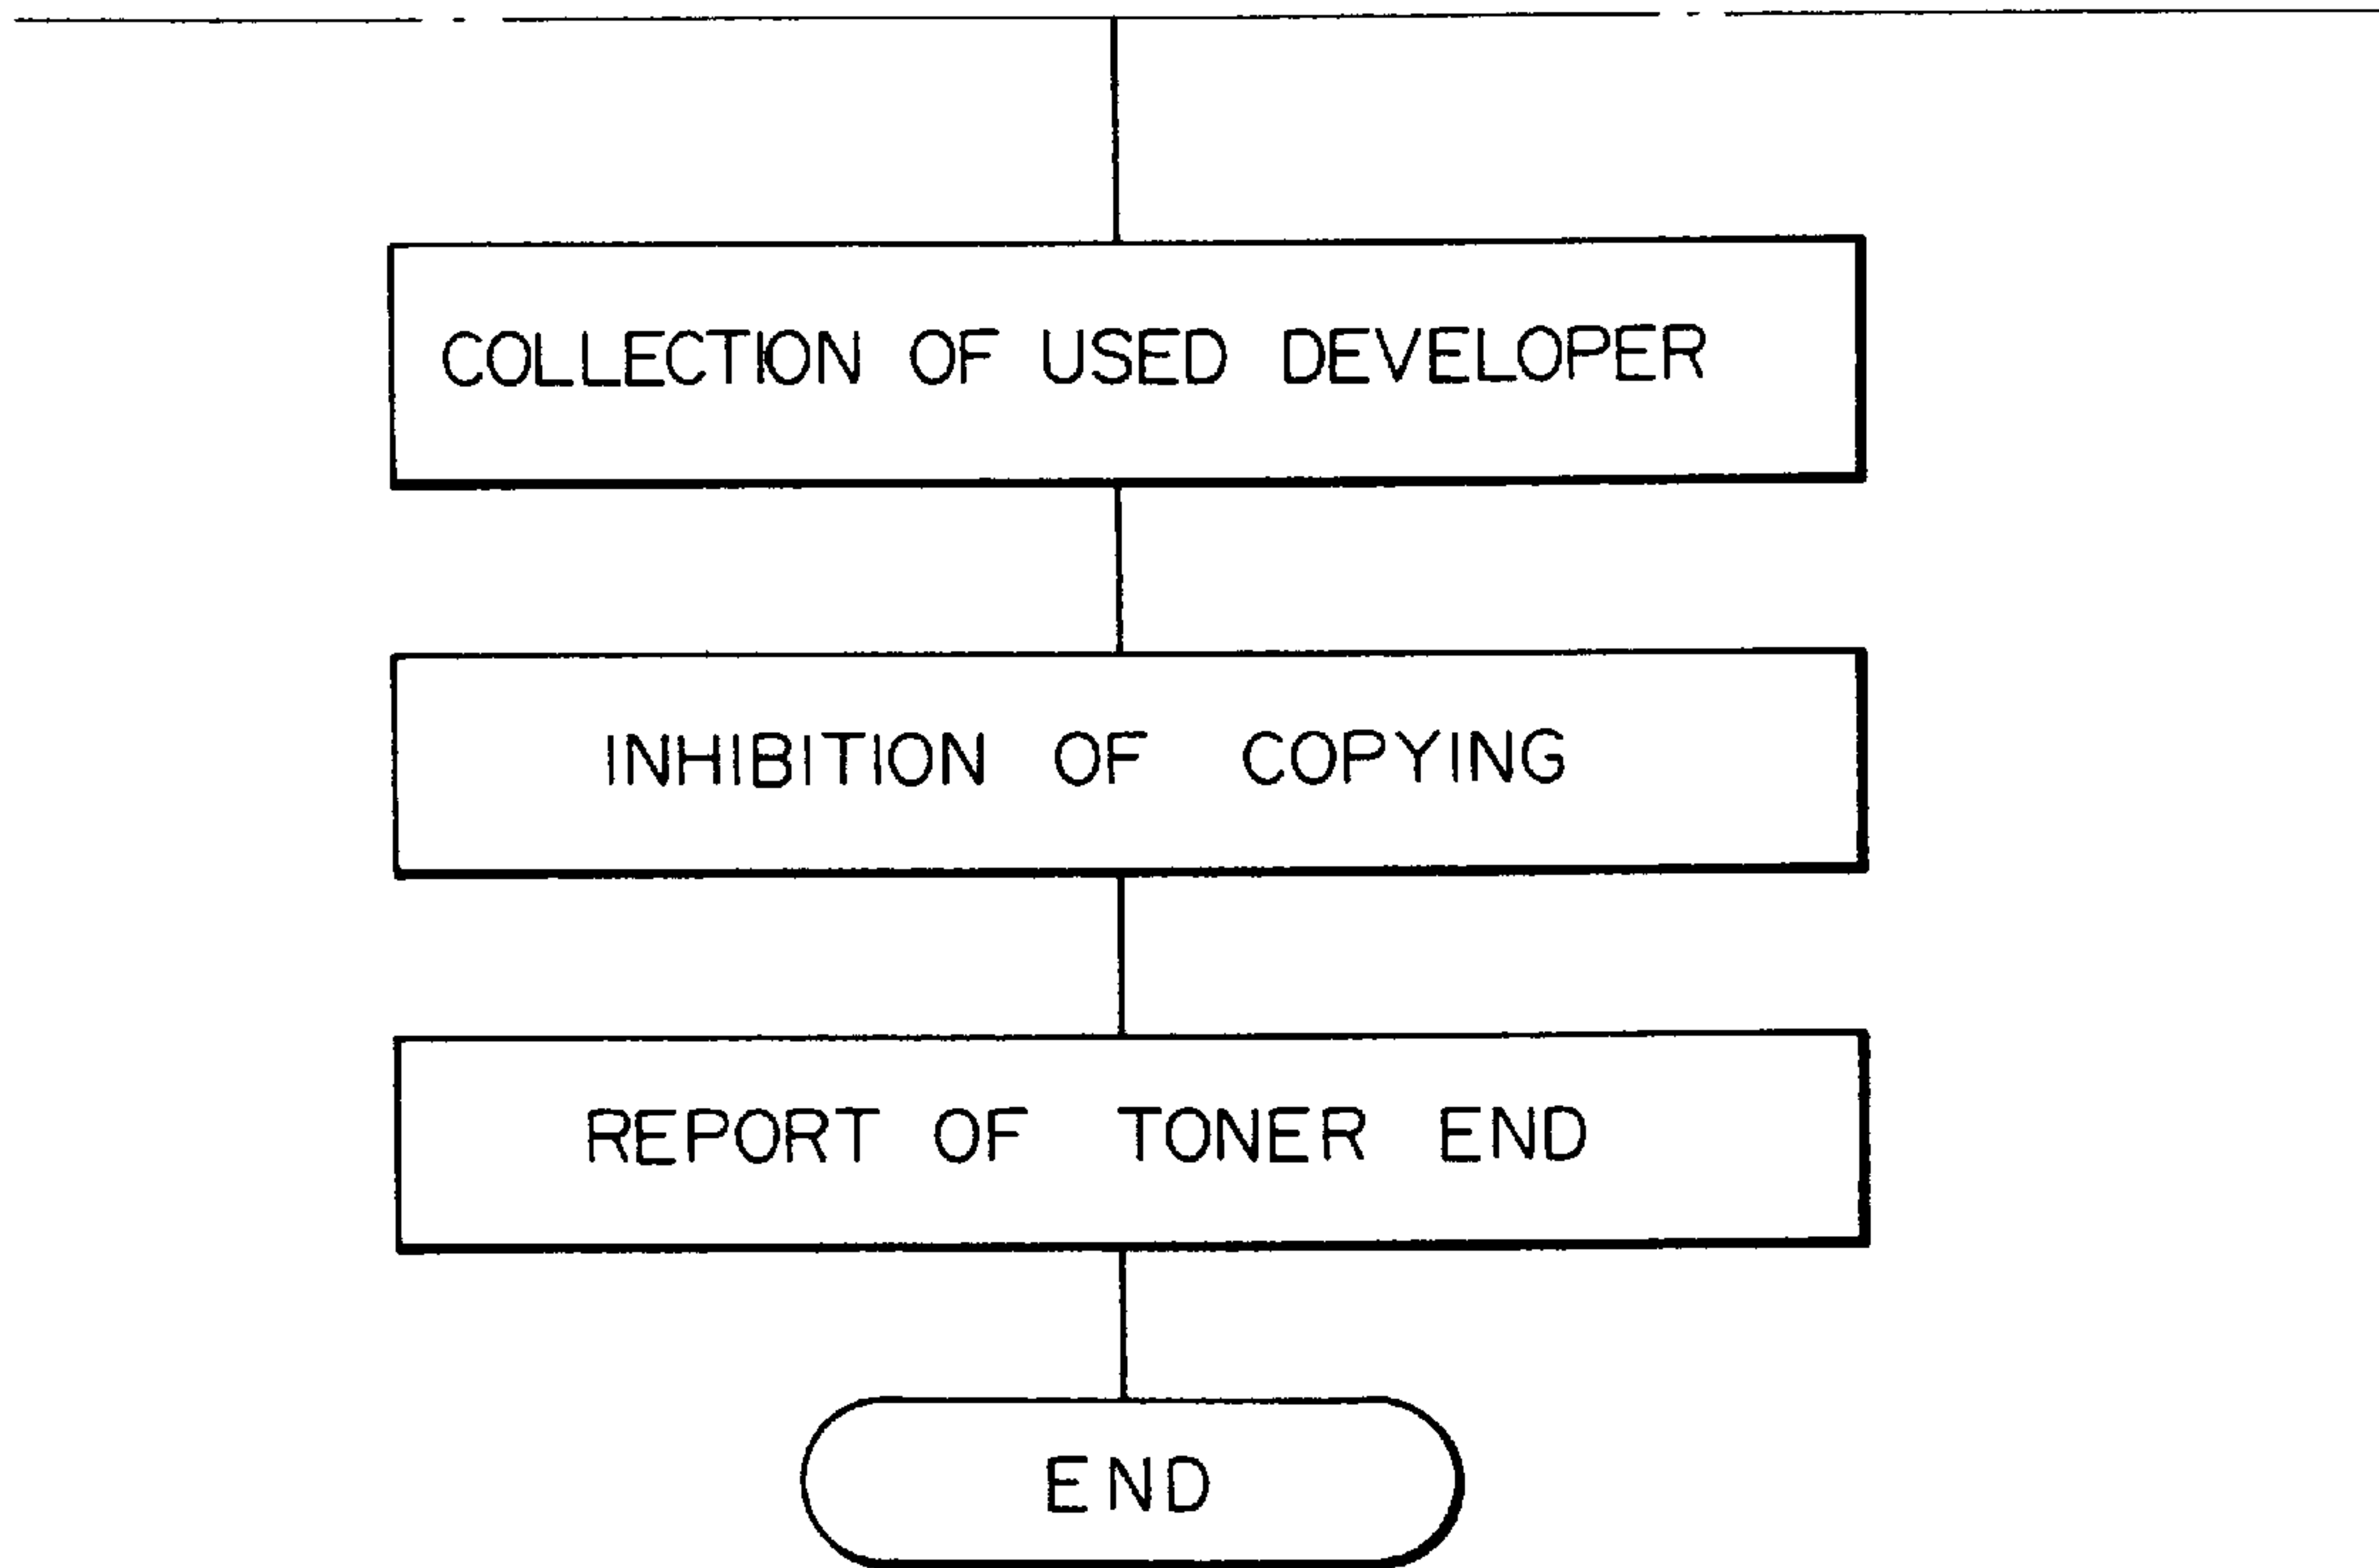 COLLECTION OF USED DEVELOPER
INHIBITION OF COPYING
REPORT OF TONER END
END